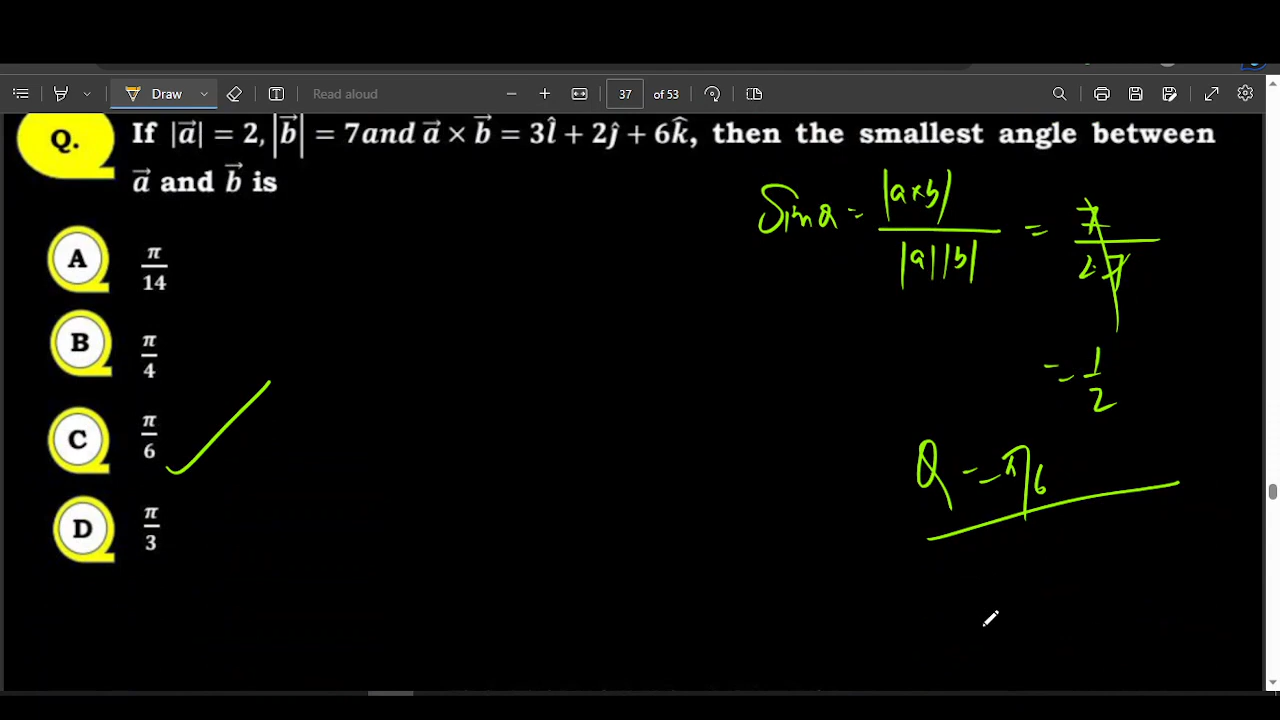 Draw
Read aloud
37 of 53
Q. If |a⃗| = 2, |b⃗| = 7 and a⃗ × b⃗ = 3î + 2ĵ + 6k̂, then the smallest angle between
a⃗ and b⃗ is
A π/14
B π/4
C π/6
D π/3
Sin θ = |a×b| / |a||b| = 7 / 2·7
= 1/2
θ = π/6